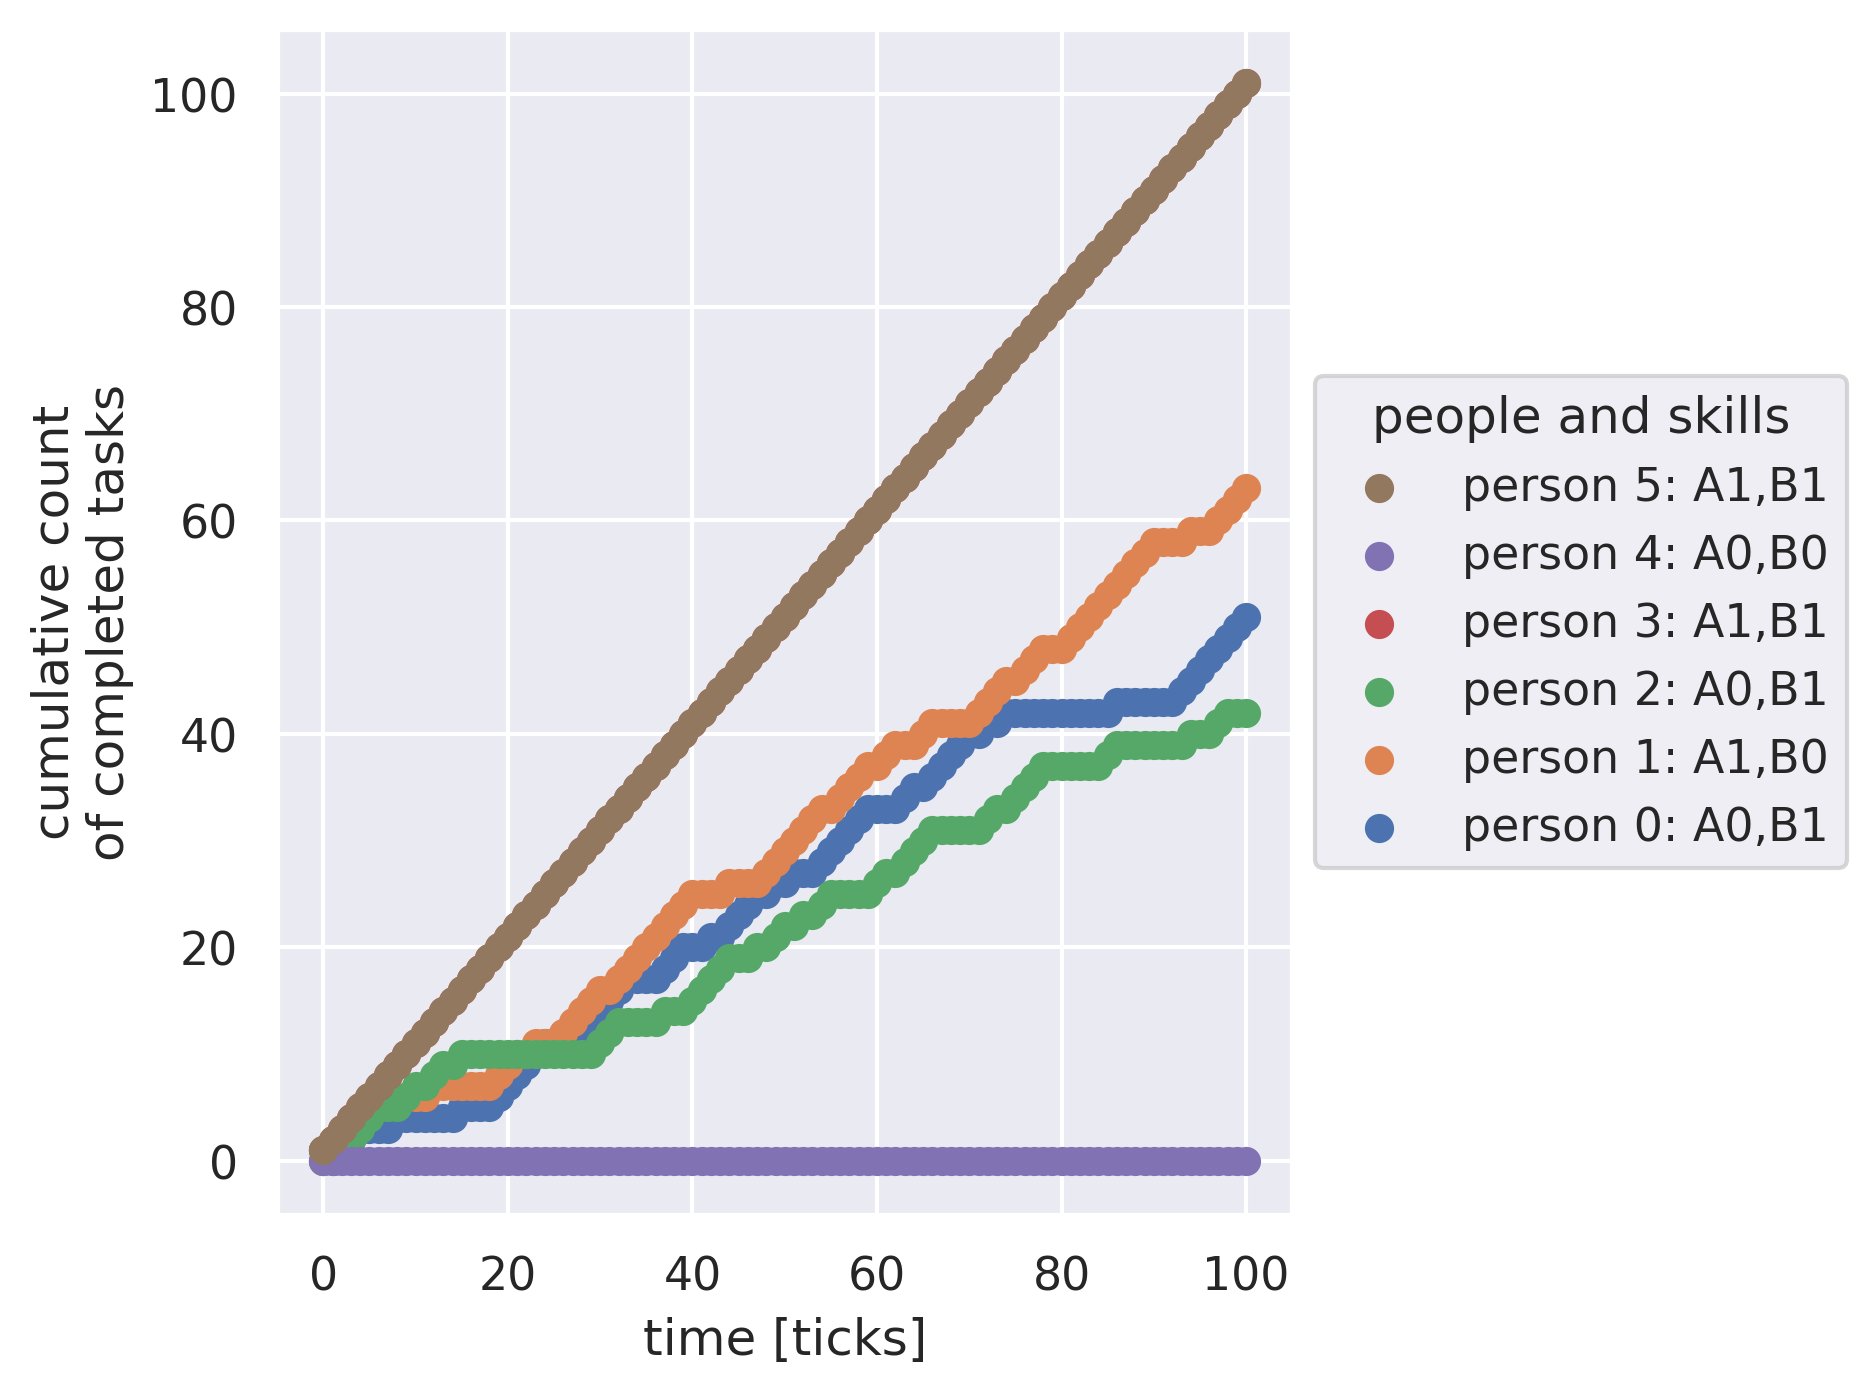 cumulative count
of completed tasks
100
80
60
40
20
0
0 20 40 60 80 100
time [ticks]
people and skills
person 5: A1,B1
person 4: A0,B0
person 3: A1,B1
person 2: A0,B1
person 1: A1,B0
person 0: A0,B1